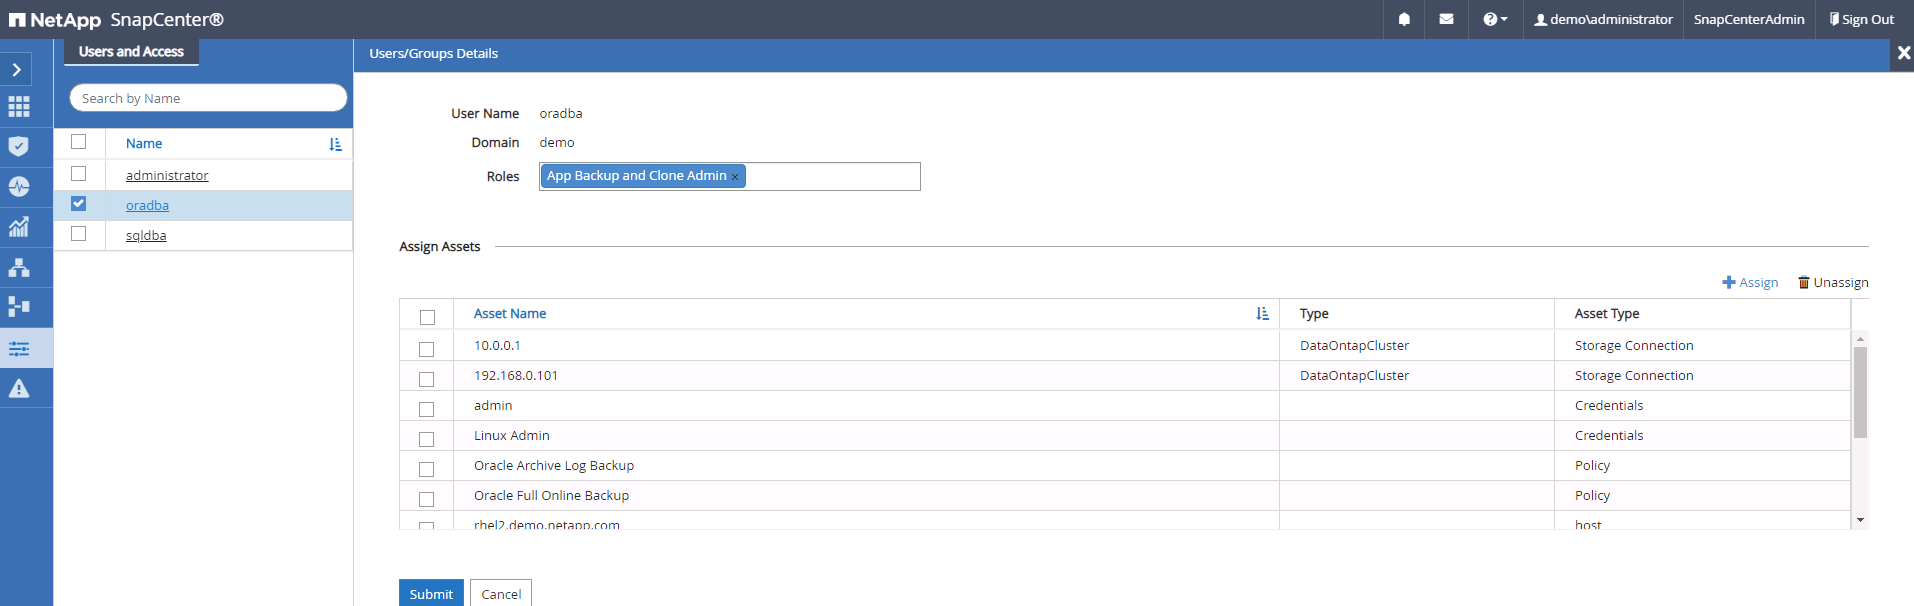 NetApp SnapCenter®
demo\administrator SnapCenterAdmin Sign Out
Users and Access
Search by Name
Name
administrator
oradba
sqldba
Users/Groups Details
User Name oradba
Domain demo
Roles App Backup and Clone Admin ×
Assign Assets
Assign Unassign
Asset Name Type Asset Type
10.0.0.1 DataOntapCluster Storage Connection
192.168.0.101 DataOntapCluster Storage Connection
admin Credentials
Linux Admin Credentials
Oracle Archive Log Backup Policy
Oracle Full Online Backup Policy
rhel2.demo.netapp.com host
Submit Cancel